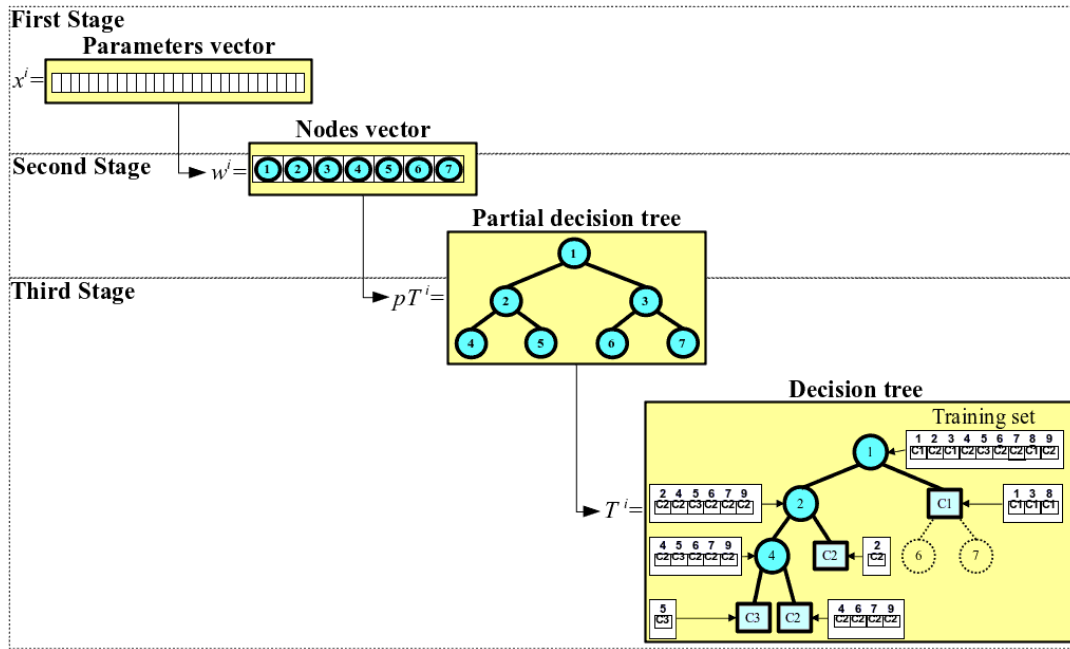 First Stage
Parameters vector
x^i=
Nodes vector
Second Stage
w^i=
1 2 3 4 5 6 7
Partial decision tree
1
Third Stage
pT^i=
2 3
4 5 6 7
Decision tree
Training set
1 2 3 4 5 6 7 8 9
C1 C2 C1 C2 C3 C2 C2 C1 C2
1
2 4 5 6 7 9
C2 C2 C3 C2 C2 C2
T^i=
2
C1
1 3 8
C1 C1 C1
4 5 6 7 9
C2 C3 C2 C2 C2
4
C2
2
C2
6 7
5
C3
C3
C2
4 6 7 9
C2 C2 C2 C2